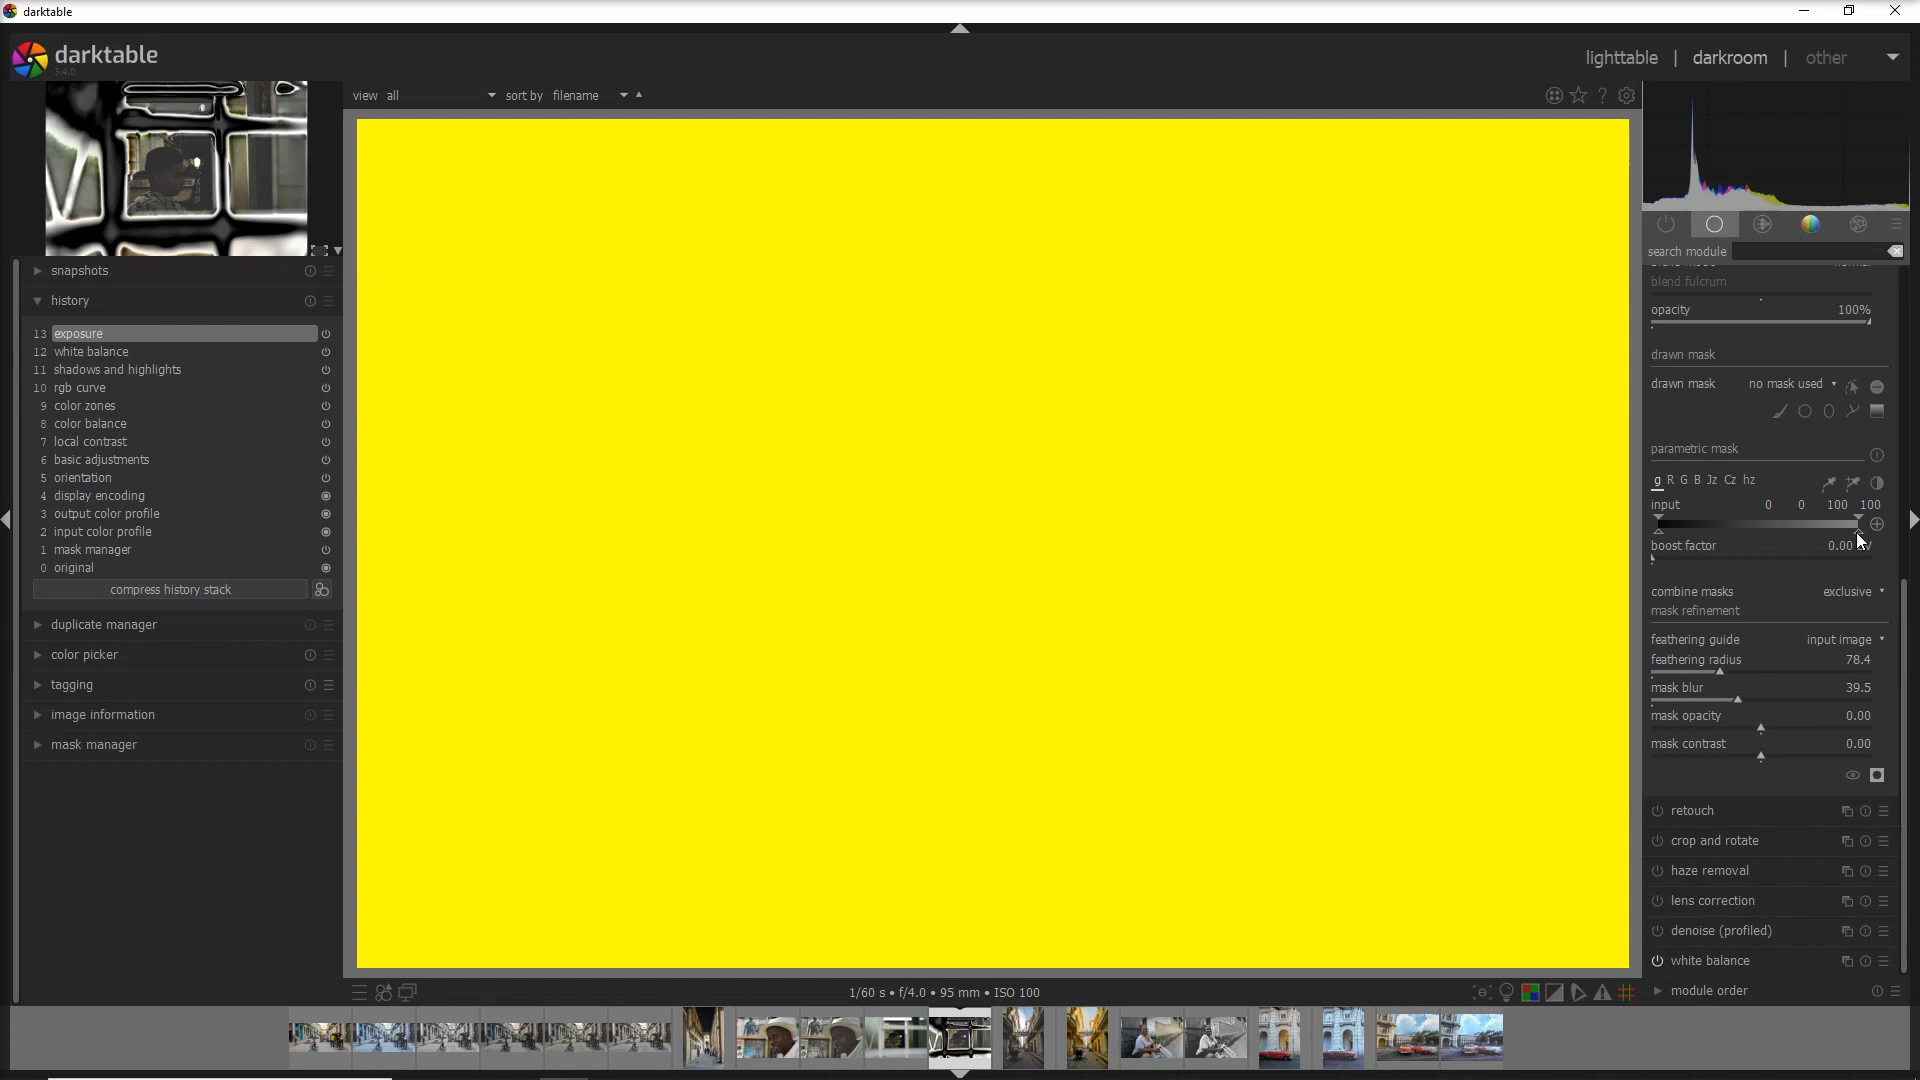 darktable
darktable
3.4.0
lighttable | darkroom | other
view all sort by filename
search module
snapshots
history
13 exposure
12 white balance
11 shadows and highlights
10 rgb curve
9 color zones
8 color balance
7 local contrast
6 basic adjustments
5 orientation
4 display encoding
3 output color profile
2 input color profile
1 mask manager
0 original
compress history stack
duplicate manager
color picker
tagging
image information
mask manager
blend fulcrum
opacity 100%
drawn mask
drawn mask no mask used
parametric mask
g R G B Jz Cz hz
input 0 0 100 100
boost factor 0.00
combine masks exclusive
mask refinement
feathering guide input image
feathering radius 78.4
mask blur 39.5
mask opacity 0.00
mask contrast 0.00
retouch
crop and rotate
haze removal
lens correction
denoise (profiled)
white balance
module order
1/60 s • f/4.0 • 95 mm • ISO 100